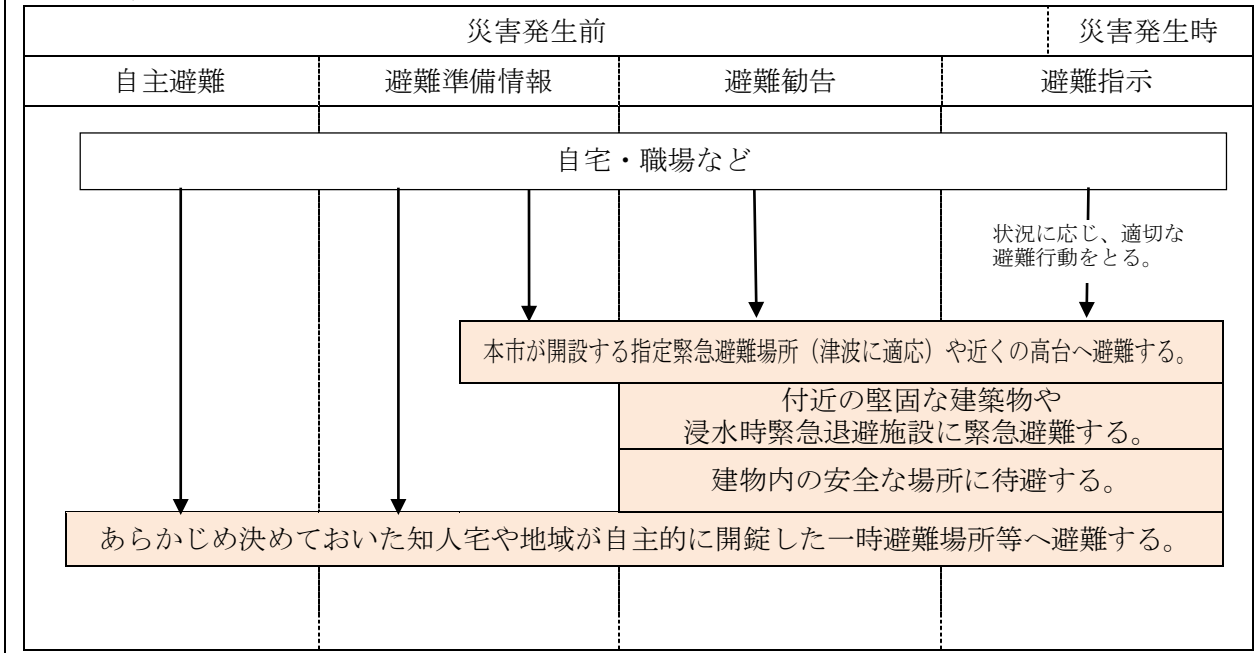 災害発生前
災害発生時
自主避難
避難準備情報
避難勧告
避難指示
自宅・職場など
状況に応じ、適切な
避難行動をとる。
本市が開設する指定緊急避難場所（津波に適応）や近くの高台へ避難する。
付近の堅固な建築物や
浸水時緊急退避施設に緊急避難する。
建物内の安全な場所に待避する。
あらかじめ決めておいた知人宅や地域が自主的に開錠した一時避難場所等へ避難する。